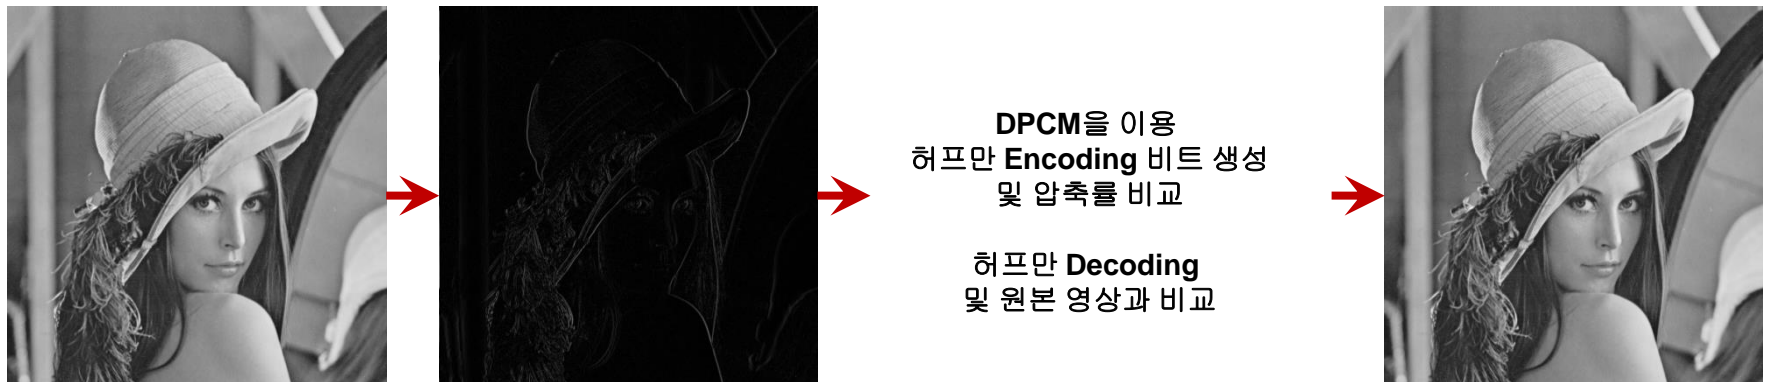 DPCM을 이용
허프만 Encoding 비트 생성
및 압축률 비교
허프만 Decoding
및 원본 영상과 비교